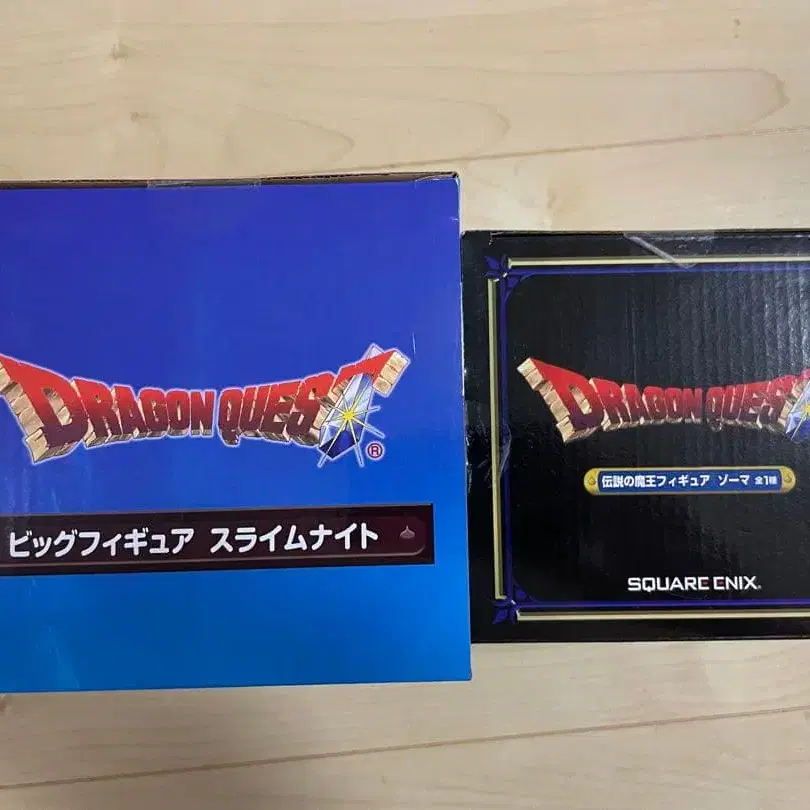 DRAGON QUEST®
ビッグフィギュア スライムナイト
DRAGON QUEST
伝説の魔王フィギュア ゾーマ 全1種
SQUARE ENIX®